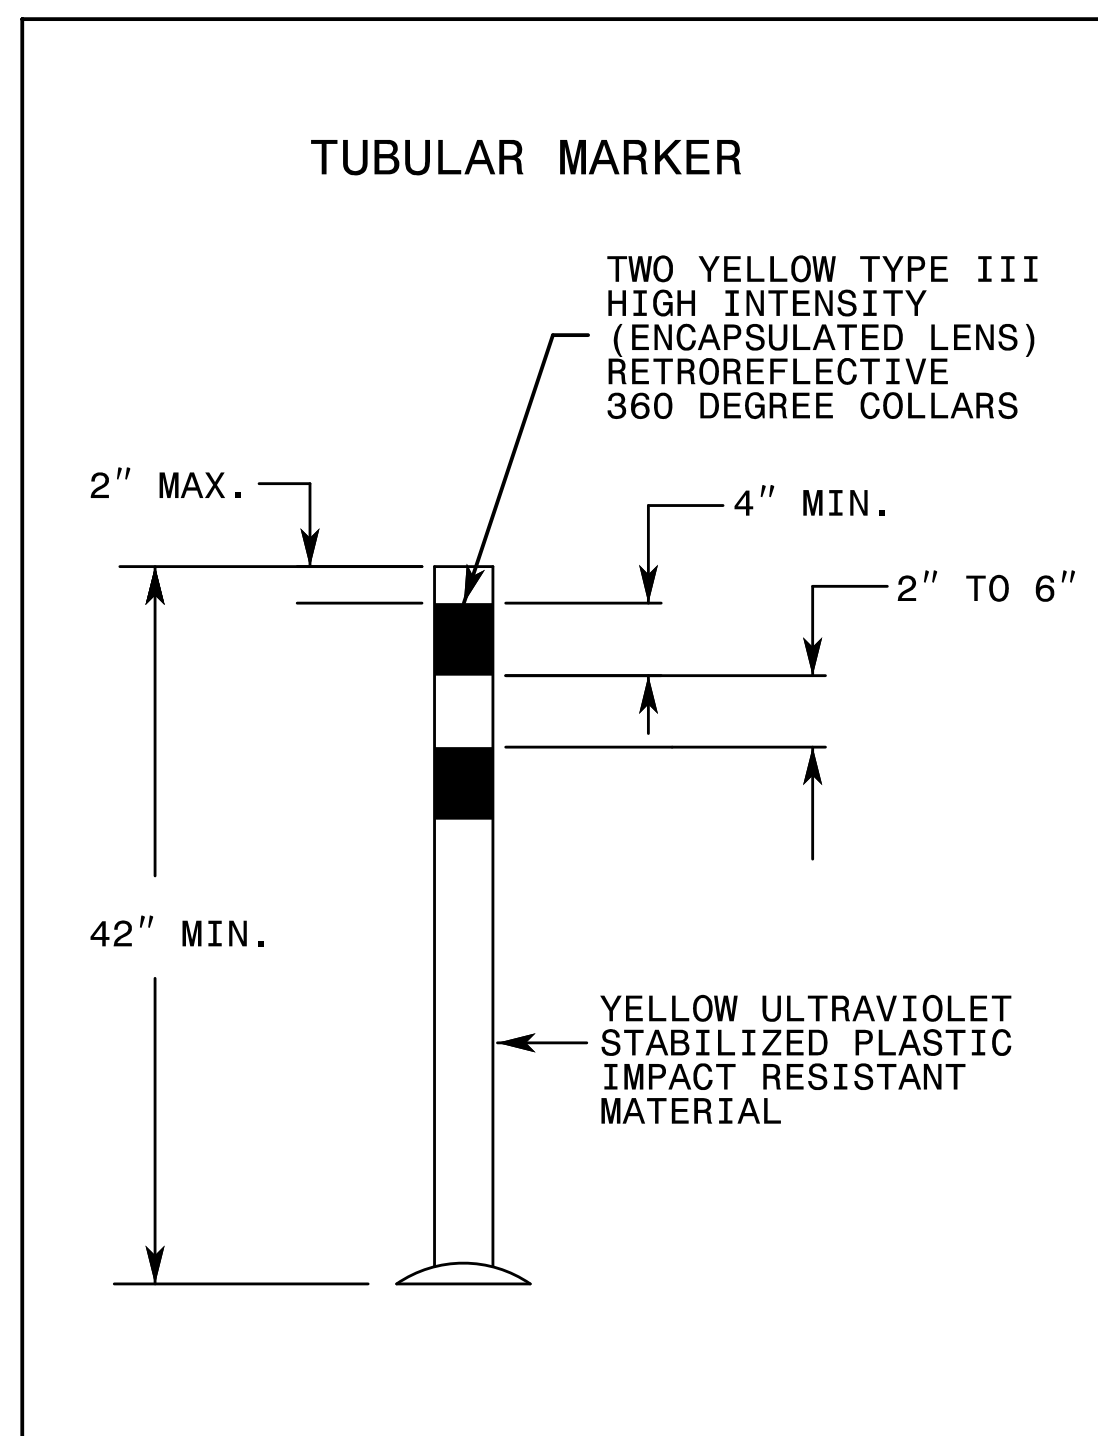 TUBULAR MARKER
TWO YELLOW TYPE III
HIGH INTENSITY
(ENCAPSULATED LENS)
RETROREFLECTIVE
360 DEGREE COLLARS
2" MAX.
4" MIN.
2" TO 6"
42" MIN.
YELLOW ULTRAVIOLET
STABILIZED PLASTIC
IMPACT RESISTANT
MATERIAL